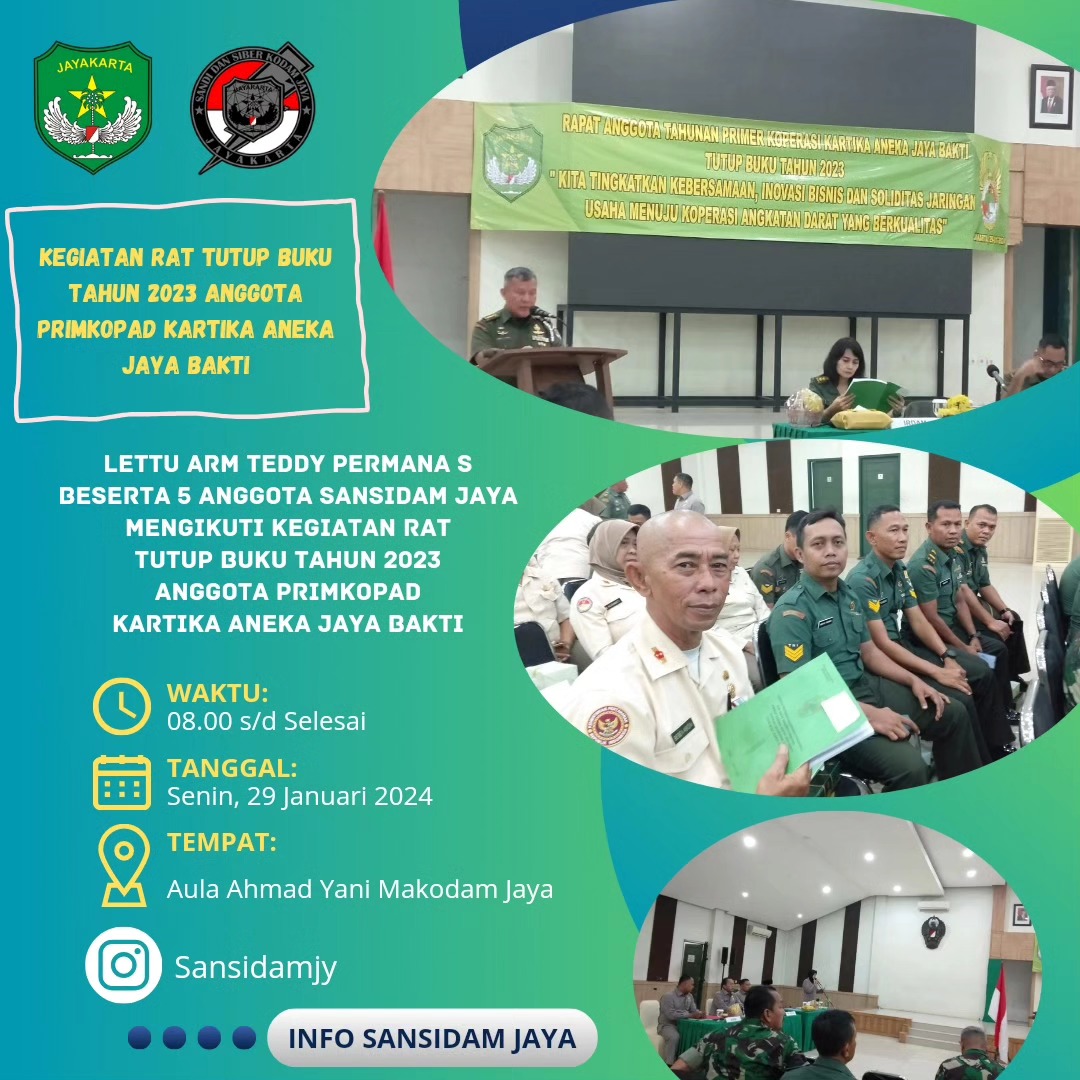 JAYAKARTA
SANDI DAN SIBER KODAM JAYA
JAYAKARTA
JAYAKARTA
KEGIATAN RAT TUTUP BUKU
TAHUN 2023 ANGGOTA
PRIMKOPAD KARTIKA ANEKA
JAYA BAKTI
RAPAT ANGGOTA TAHUNAN PRIMER KOPERASI KARTIKA ANEKA JAYA BAKTI
TUTUP BUKU TAHUN 2023
" KITA TINGKATKAN KEBERSAMAAN, INOVASI BISNIS DAN SOLIDITAS JARINGAN
USAHA MENUJU KOPERASI ANGKATAN DARAT YANG BERKUALITAS"
LETTU ARM TEDDY PERMANA S
BESERTA 5 ANGGOTA SANSIDAM JAYA
MENGIKUTI KEGIATAN RAT
TUTUP BUKU TAHUN 2023
ANGGOTA PRIMKOPAD
KARTIKA ANEKA JAYA BAKTI
WAKTU:
08.00 s/d Selesai
TANGGAL:
Senin, 29 Januari 2024
TEMPAT:
Aula Ahmad Yani Makodam Jaya
Sansidamjy
INFO SANSIDAM JAYA